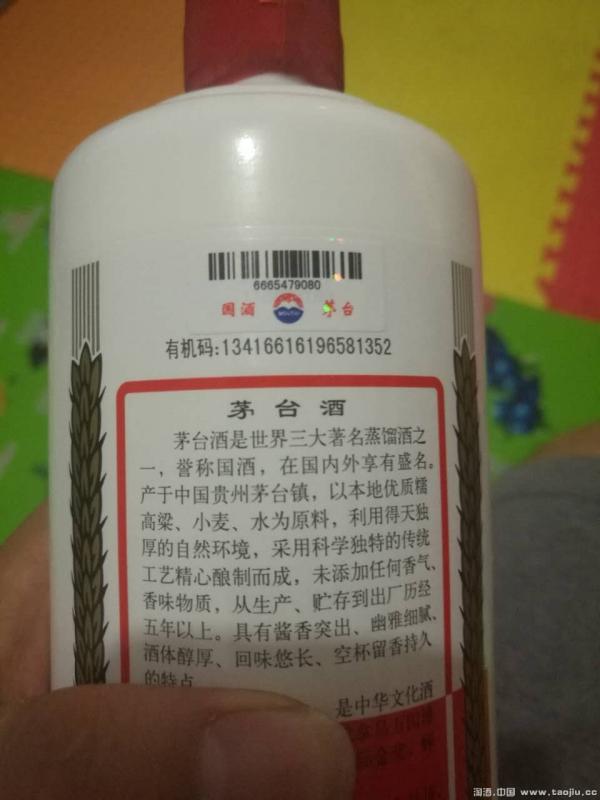 6665479080
国酒 茅台
有机码:13416616196581352
茅台酒
茅台酒是世界三大著名蒸馏酒之
一，誉称国酒，在国内外享有盛名。
产于中国贵州茅台镇，以本地优质糯
高粱、小麦、水为原料，利用得天独
厚的自然环境，采用科学独特的传统
工艺精心酿制而成，未添加任何香气、
香味物质，从生产、贮存到出厂历经
五年以上。具有酱香突出、幽雅细腻、
酒体醇厚、回味悠长、空杯留香持久
的特点
是中华文化酒
淘酒.中国 www.taojiu.cc